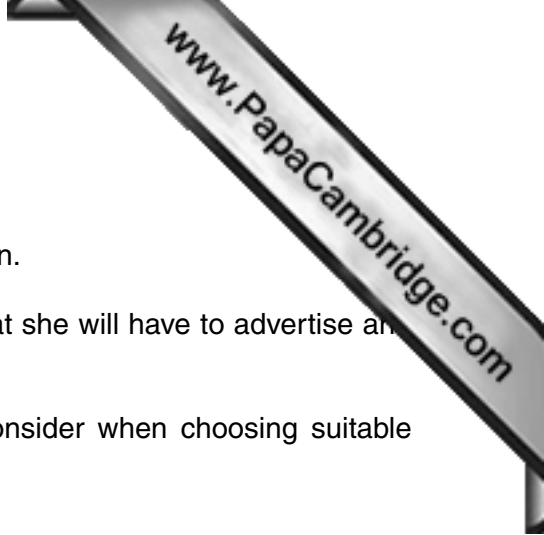 www.PapaCambridge.com
n.
at she will have to advertise an
onsider when choosing suitable